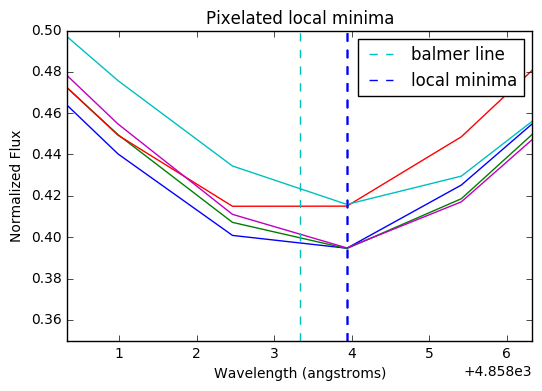 Pixelated local minima
balmer line
local minima
0.50
0.48
0.46
0.44
0.42
0.40
0.38
0.36
Normalized Flux
1 2 3 4 5 6
+4.858e3
Wavelength (angstroms)